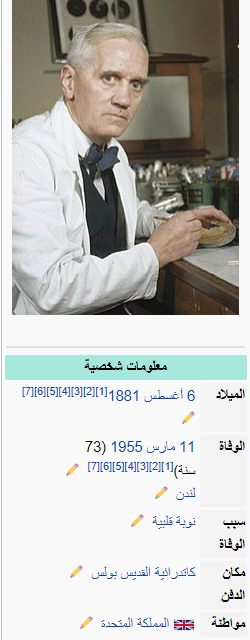 معلومات شخصية
الميلاد 6 أغسطس 1881[1][2][3][4][5][6][7]
الوفاة 11 مارس 1955 (73
سنة)[1][2][3][4][5][6][7]
لندن
سبب نوبة قلبية
الوفاة
مكان كاتدرائية القديس بولس
الدفن
مواطنة المملكة المتحدة